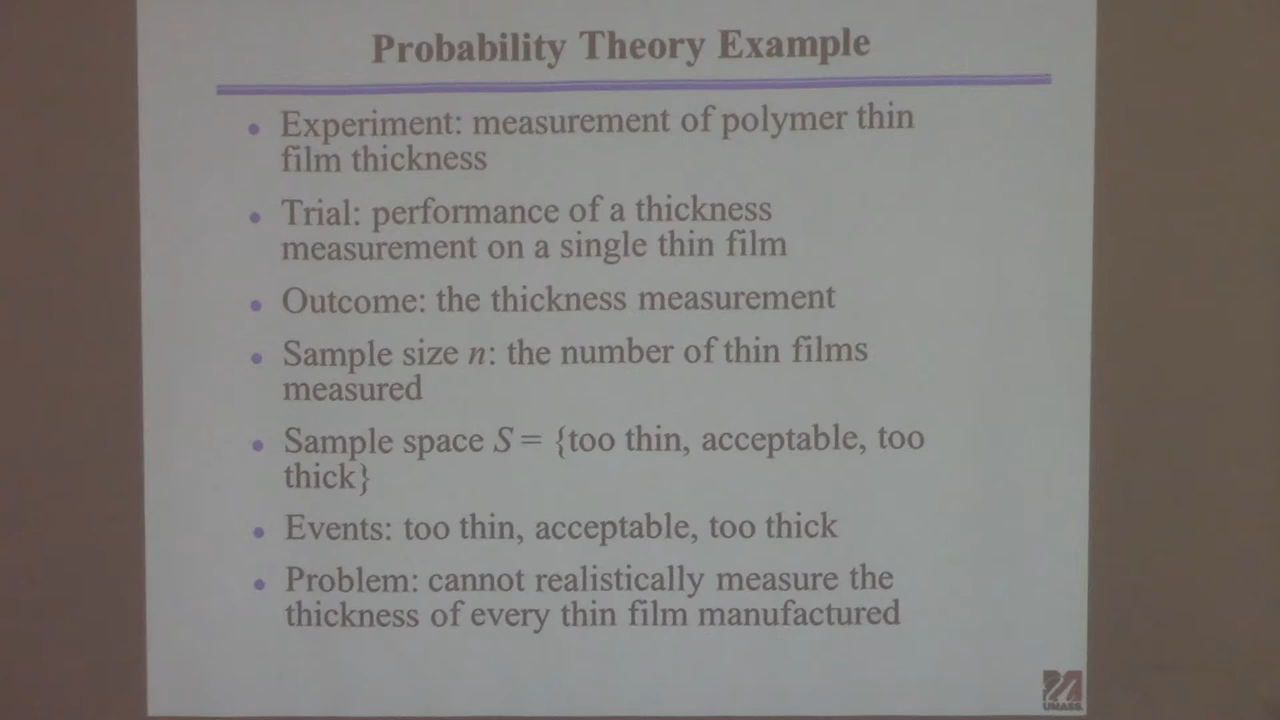 Probability Theory Example
• Experiment: measurement of polymer thin
film thickness
• Trial: performance of a thickness
measurement on a single thin film
• Outcome: the thickness measurement
• Sample size n: the number of thin films
measured
• Sample space S = {too thin, acceptable, too
thick}
• Events: too thin, acceptable, too thick
• Problem: cannot realistically measure the
thickness of every thin film manufactured
UMASS